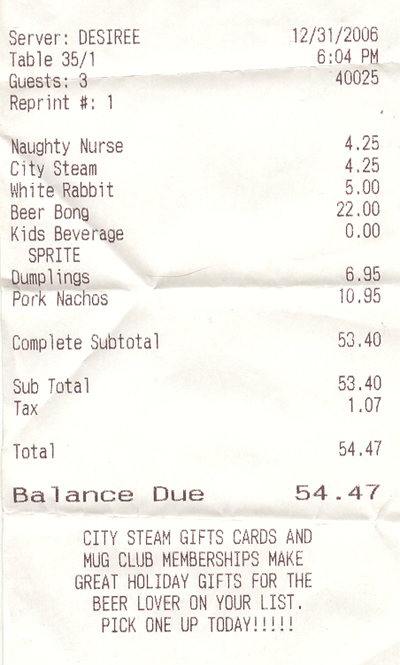 Server: DESIREE 12/31/2006
Table 35/1 6:04 PM
Guests: 3 40025
Reprint #: 1
Naughty Nurse 4.25
City Steam 4.25
White Rabbit 5.00
Beer Bong 22.00
Kids Beverage 0.00
SPRITE
Dumplings 6.95
Pork Nachos 10.95
Complete Subtotal 53.40
Sub Total 53.40
Tax 1.07
Total 54.47
Balance Due 54.47
CITY STEAM GIFTS CARDS AND
MUG CLUB MEMBERSHIPS MAKE
GREAT HOLIDAY GIFTS FOR THE
BEER LOVER ON YOUR LIST.
PICK ONE UP TODAY!!!!!